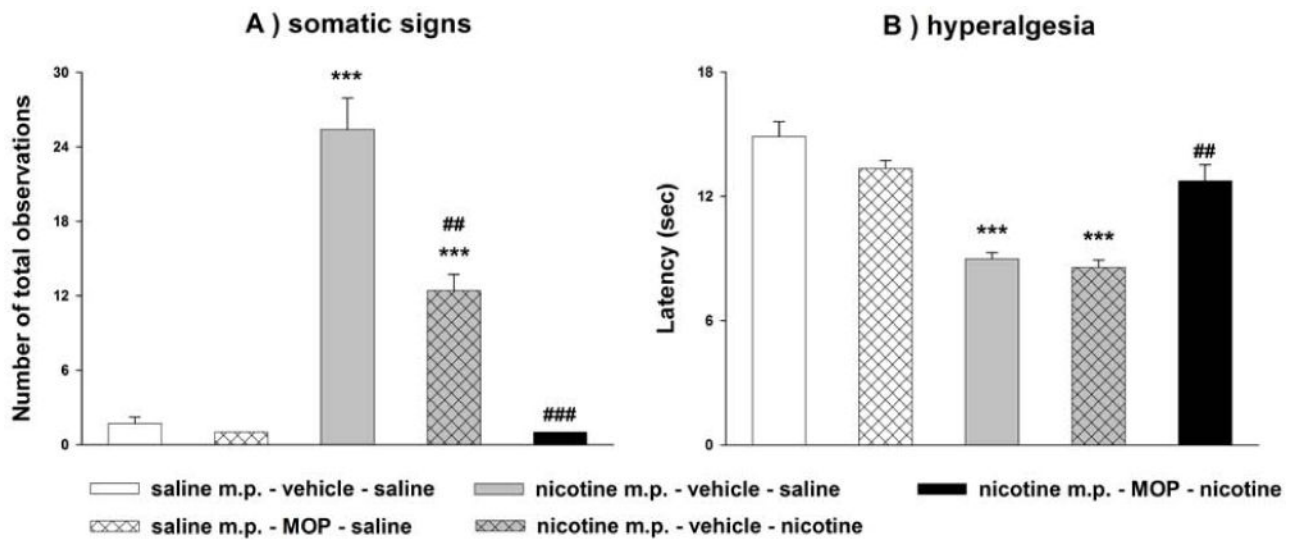 A ) somatic signs
B ) hyperalgesia
Number of total observations
30
24
18
12
6
0
***
##
***
###
Latency (sec)
18
12
6
0
***
***
##
saline m.p. - vehicle - saline
nicotine m.p. - vehicle - saline
nicotine m.p. - MOP - nicotine
saline m.p. - MOP - saline
nicotine m.p. - vehicle - nicotine